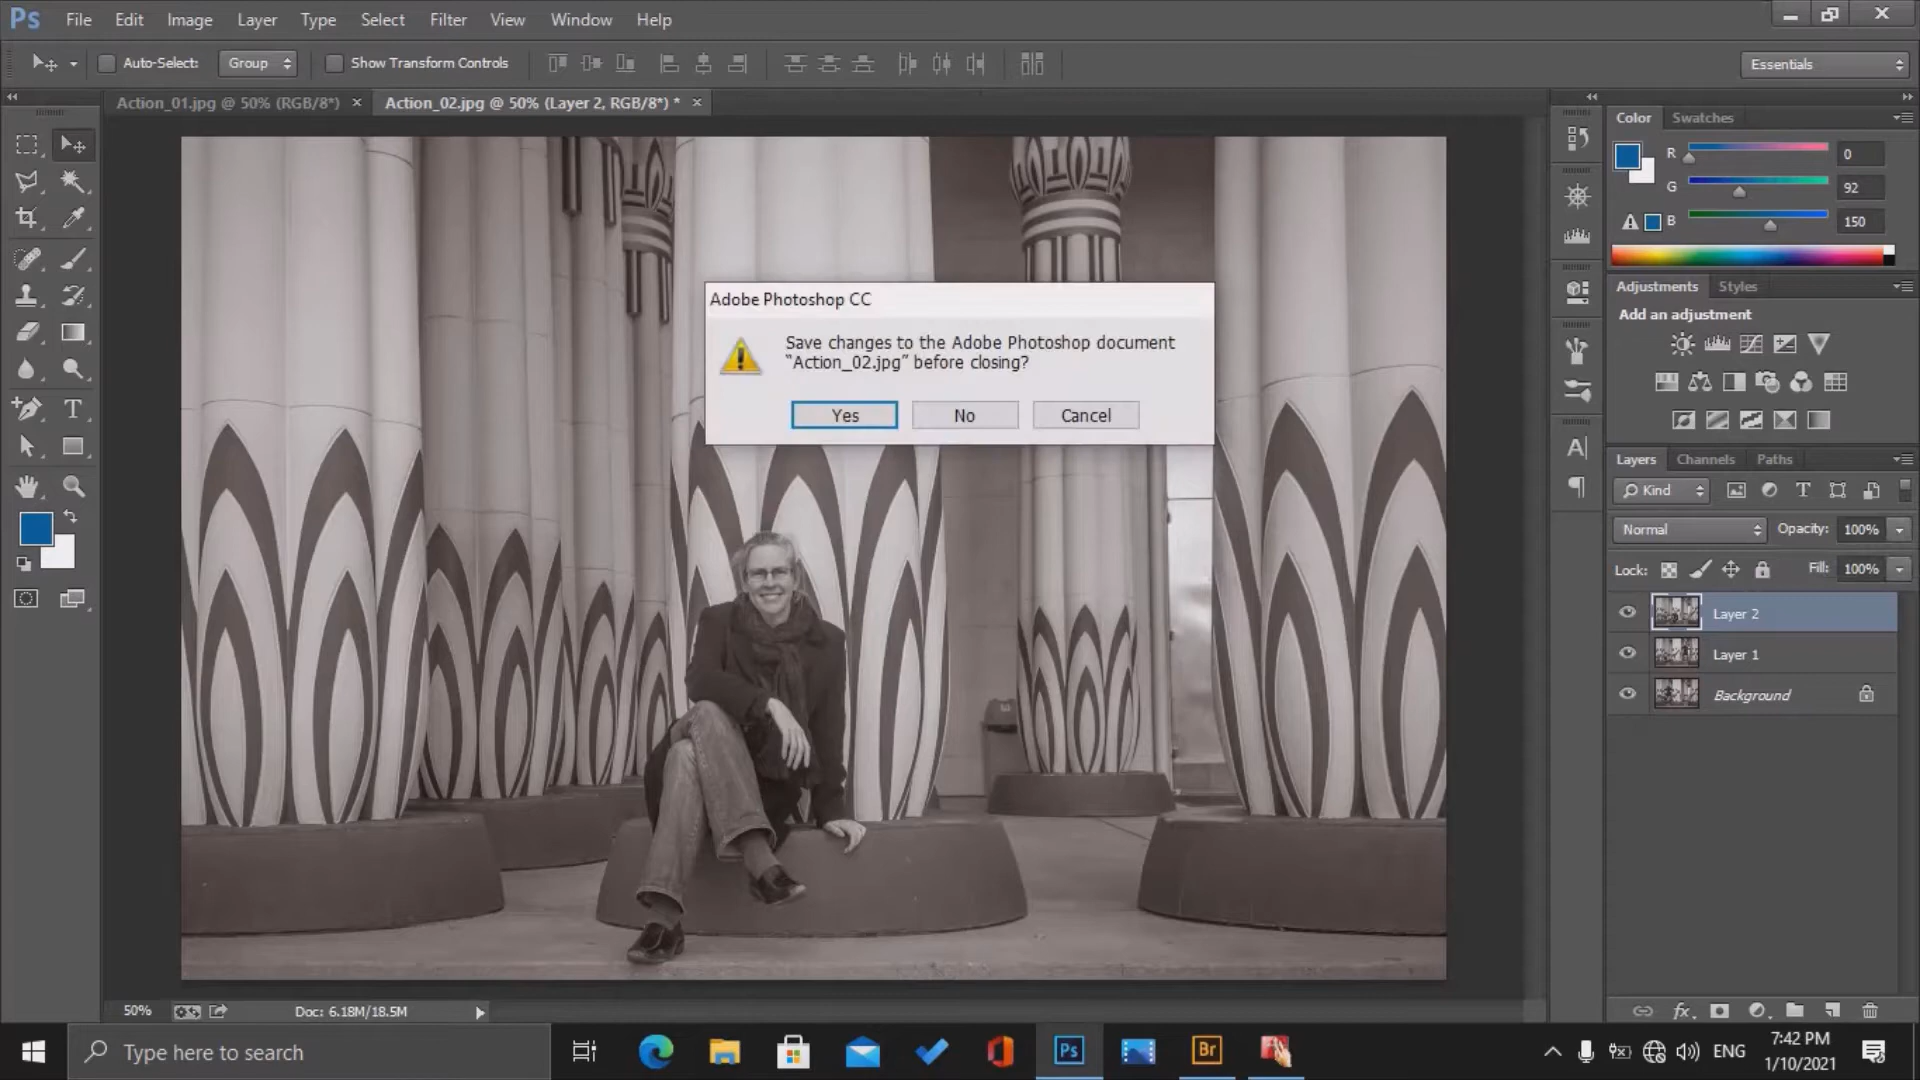 Ps File Edit Image Layer Type Select Filter View Window Help
Auto-Select: Group Show Transform Controls Essentials
Action_01.jpg @ 50% (RGB/8*) × Action_02.jpg @ 50% (Layer 2, RGB/8*) * ×
Color Swatches
R 0
G 92
B 150
Adobe Photoshop CC
Save changes to the Adobe Photoshop document
“Action_02.jpg” before closing?
Yes No Cancel
Adjustments Styles
Add an adjustment
Layers Channels Paths
Kind
Normal Opacity: 100%
Lock: Fill: 100%
Layer 2
Layer 1
Background
50% Doc: 6.18M/18.5M
Type here to search
Ps
Br
ENG
7:42 PM
1/10/2021